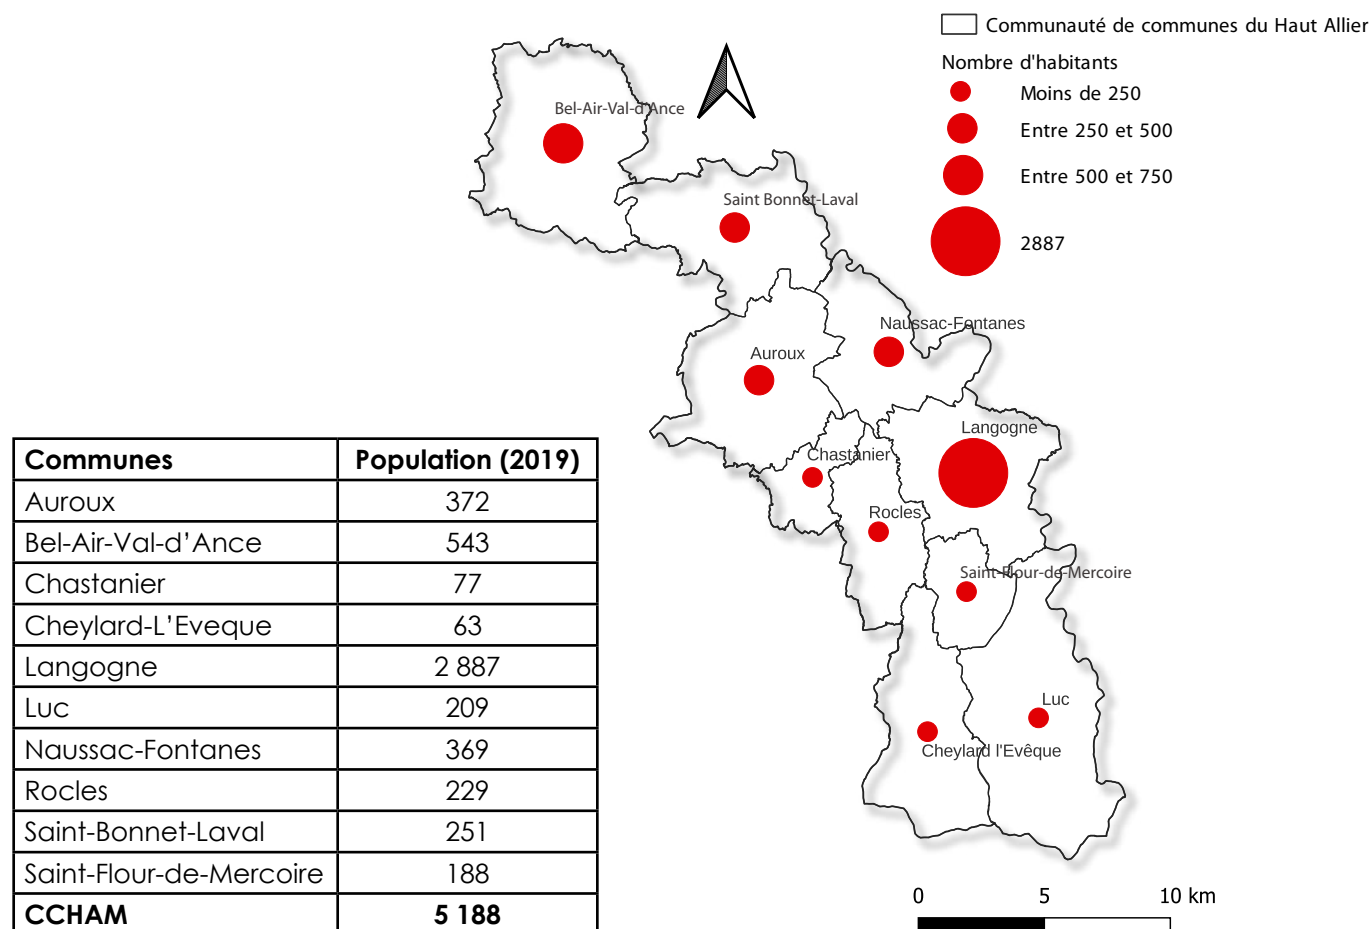 Communauté de communes du Haut Allier
Nombre d'habitants
Moins de 250
Entre 250 et 500
Entre 500 et 750
2887
Bel-Air-Val-d'Ance
Saint Bonnet-Laval
Naussac-Fontanes
Auroux
Langogne
Chastanier
Rocles
Saint-Flour-de-Mercoire
Luc
Cheylard l'Evêque
0 5 10 km
Communes Population (2019)
Auroux 372
Bel-Air-Val-d’Ance 543
Chastanier 77
Cheylard-L’Eveque 63
Langogne 2 887
Luc 209
Naussac-Fontanes 369
Rocles 229
Saint-Bonnet-Laval 251
Saint-Flour-de-Mercoire 188
CCHAM 5 188